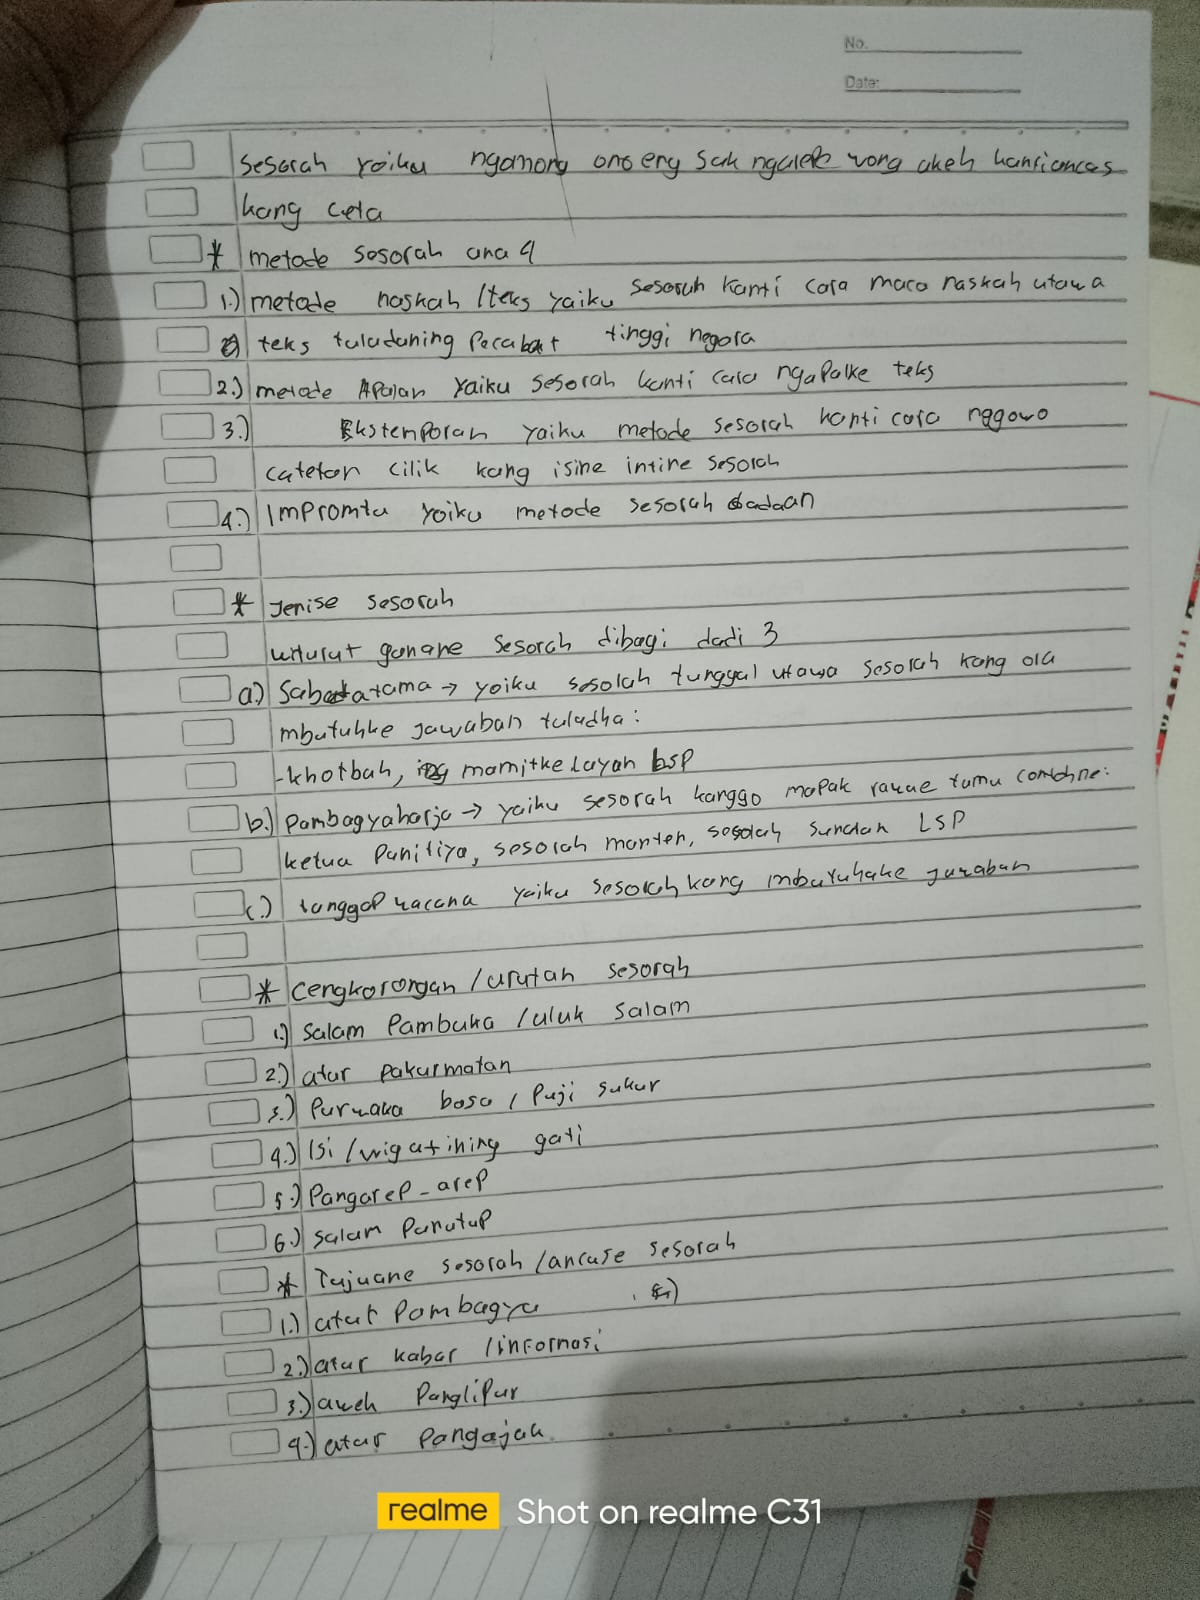 No.
Date:
Sesorah yaiku ngomong ono eng sak ngarepe wong akeh kanti ancas
kang ceta
* metode sesorah ana 4
1.) metode naskah / teks yaiku sesorah kanti cara maca naskah utawa
teks tuladaning pecabat tinggi negara
2.) metode Apalan yaiku sesorah kanti cara ngapalke teks
3.) Ekstemporan yaiku metode sesorah kanti cara nggowo
catetan cilik kang isine intine sesorah
4.) Impromtu yaiku metode sesorah dadaan
* Jenise sesorah
miturut gunane sesorah dibagi dadi 3
a.) Sabdatama → yaiku sesorah tunggal utawa sesorah kang ora
mbutuhke jawaban tuladha:
-khotbah, mamitke layan lsp
b.) Pambagyaharja → yaiku sesorah kanggo mapak rawue tamu contohne:
ketua Panitiya, sesorah manten, sesorah sunatan LSP
c.) tanggap wacana yaiku sesorah kang mbutuhake jawaban
* Cengkorongan / urutan sesorah
1.) Salam Pambuka / uluk salam
2.) atur pakurmatan
3.) Purwaka basa / Puji sukur
4.) Isi / wigatining gati
5.) Pangarep-arep
6.) Salam Panutup
* Tujuane sesorah / ancase sesorah
1.) atur Pambagya
2.) atur kabar / informasi
3.) aweh Panglipur
4.) atur Pangajak
realme Shot on realme C31